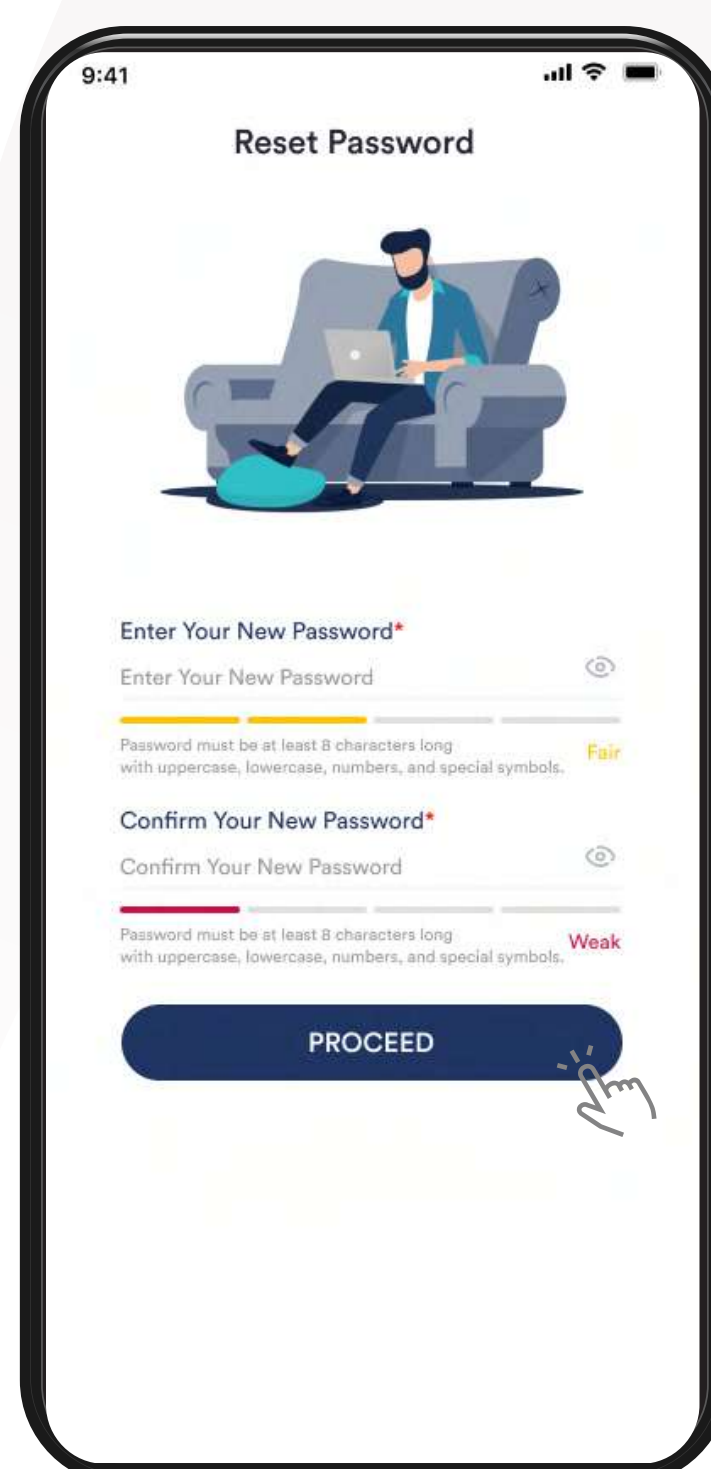 9:41
Reset Password
Enter Your New Password*
Enter Your New Password
Password must be at least 8 characters long
with uppercase, lowercase, numbers, and special symbols.
Fair
Confirm Your New Password*
Confirm Your New Password
Password must be at least 8 characters long
with uppercase, lowercase, numbers, and special symbols.
Weak
PROCEED